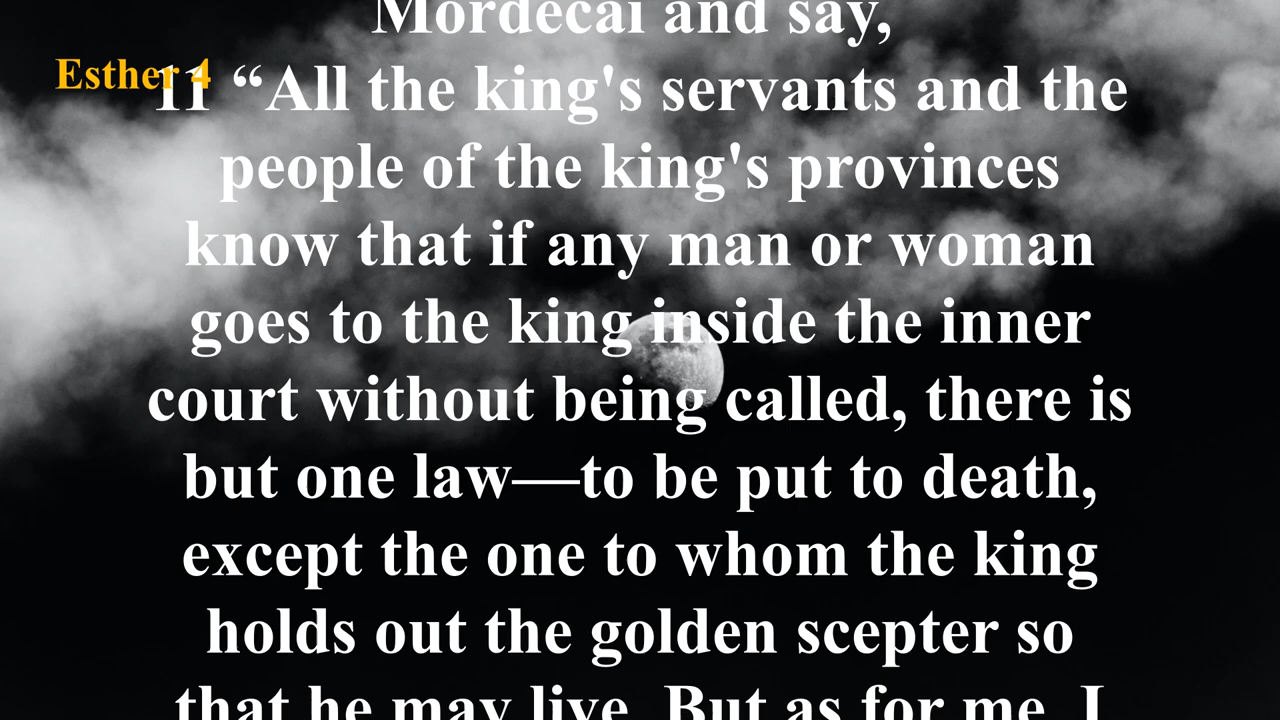 Mordecai and say,
Esther 4
11 “All the king's servants and the
people of the king's provinces
know that if any man or woman
goes to the king inside the inner
court without being called, there is
but one law—to be put to death,
except the one to whom the king
holds out the golden scepter so
that he may live. But as for me, I